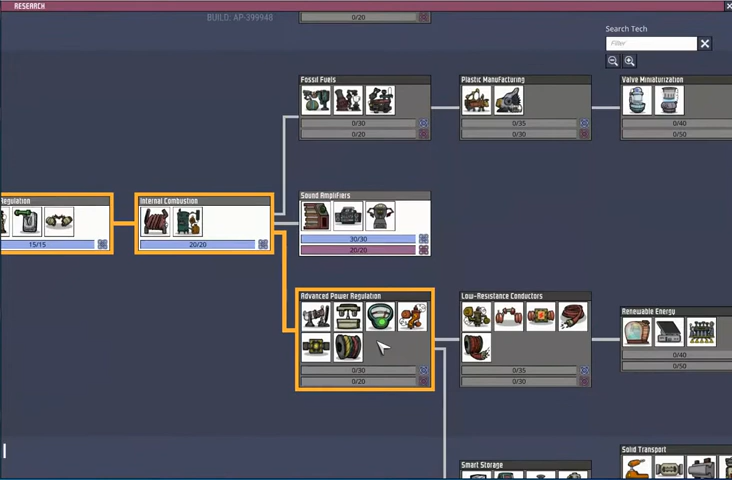 RESEARCH
BUILD: AP-399948
0/20
Search Tech
Filter
Fossil Fuels
0/30
0/20
Plastic Manufacturing
0/35
0/30
Valve Miniaturization
0/40
0/50
Regulation
15/15
Internal Combustion
20/20
Sound Amplifiers
30/30
20/20
Advanced Power Regulation
0/30
0/20
Low-Resistance Conductors
0/35
0/30
Renewable Energy
0/40
0/50
Smart Storage
Solid Transport